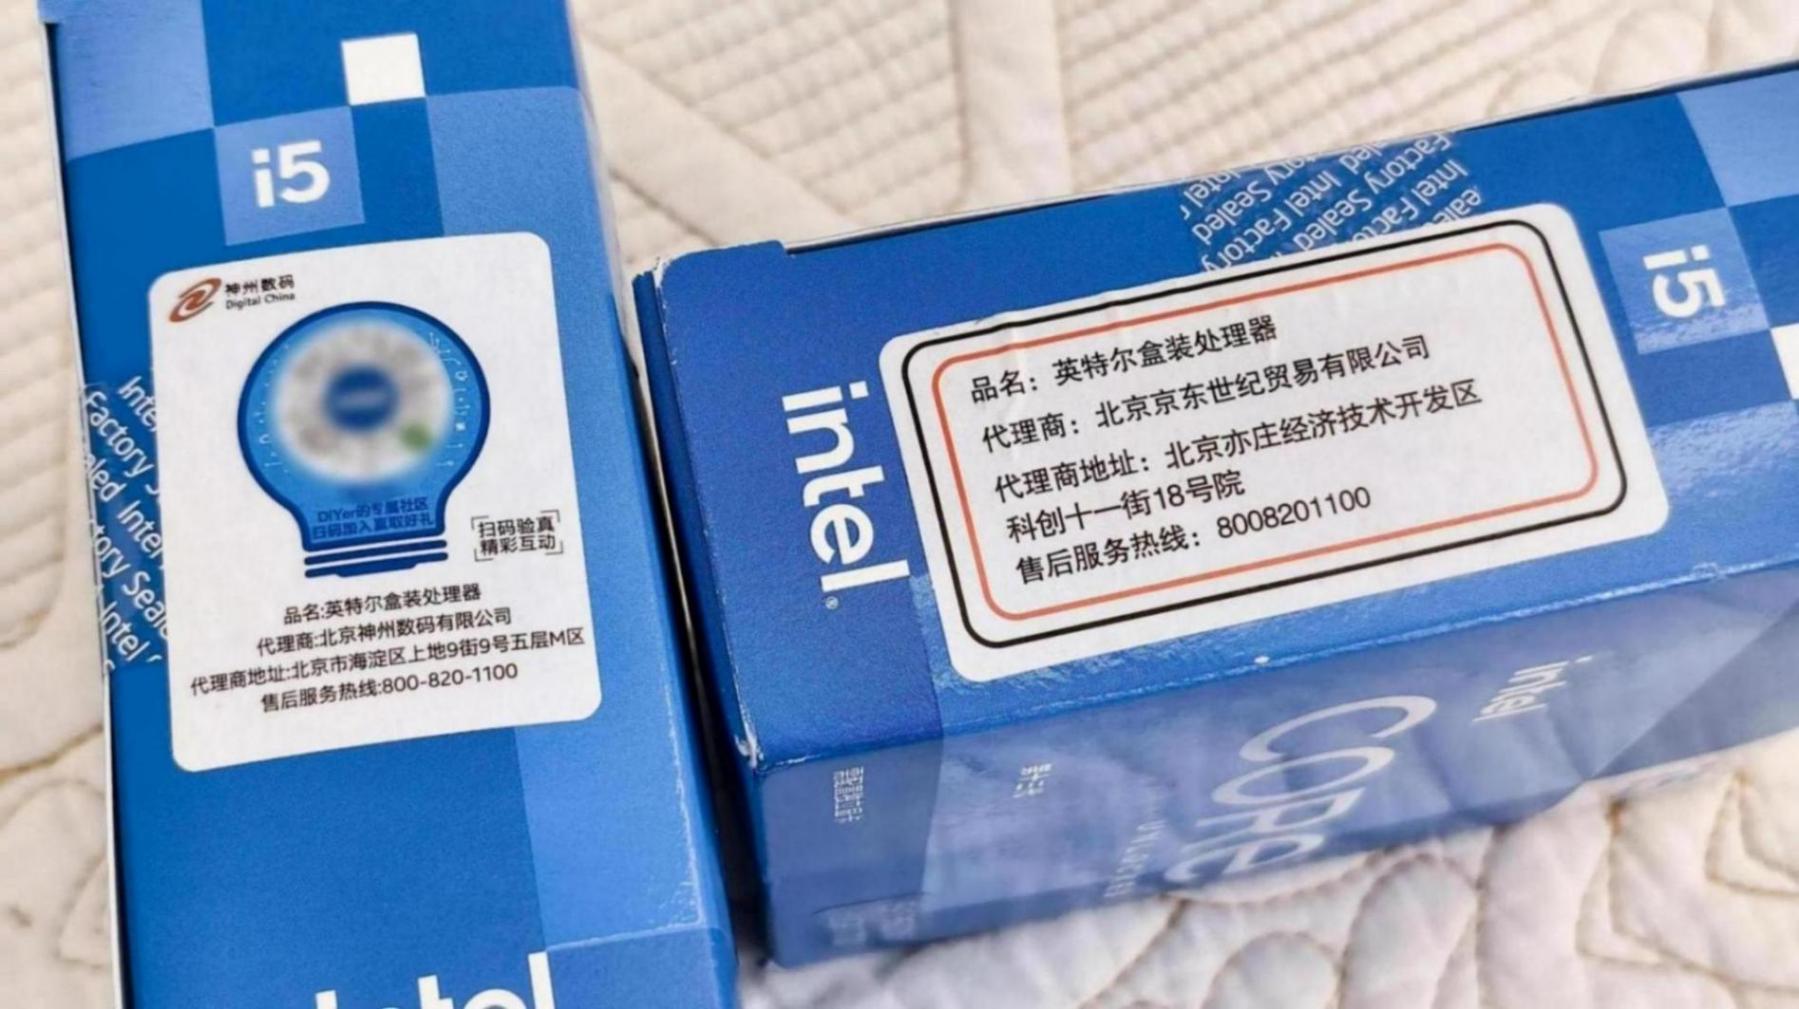 i5
神州数码
Digital China
DIYer的专属社区
扫码加入赢取好礼
扫码验真
精彩互动
品名:英特尔盒装处理器
代理商:北京神州数码有限公司
代理商地址:北京市海淀区上地9街9号五层M区
售后服务热线:800-820-1100
Factory
Intel
intel
Intel Factory
Factory Sealed
i5
intel
品名：英特尔盒装处理器
代理商：北京京东世纪贸易有限公司
代理商地址：北京亦庄经济技术开发区
科创十一街18号院
售后服务热线：8008201100
intel
CORE